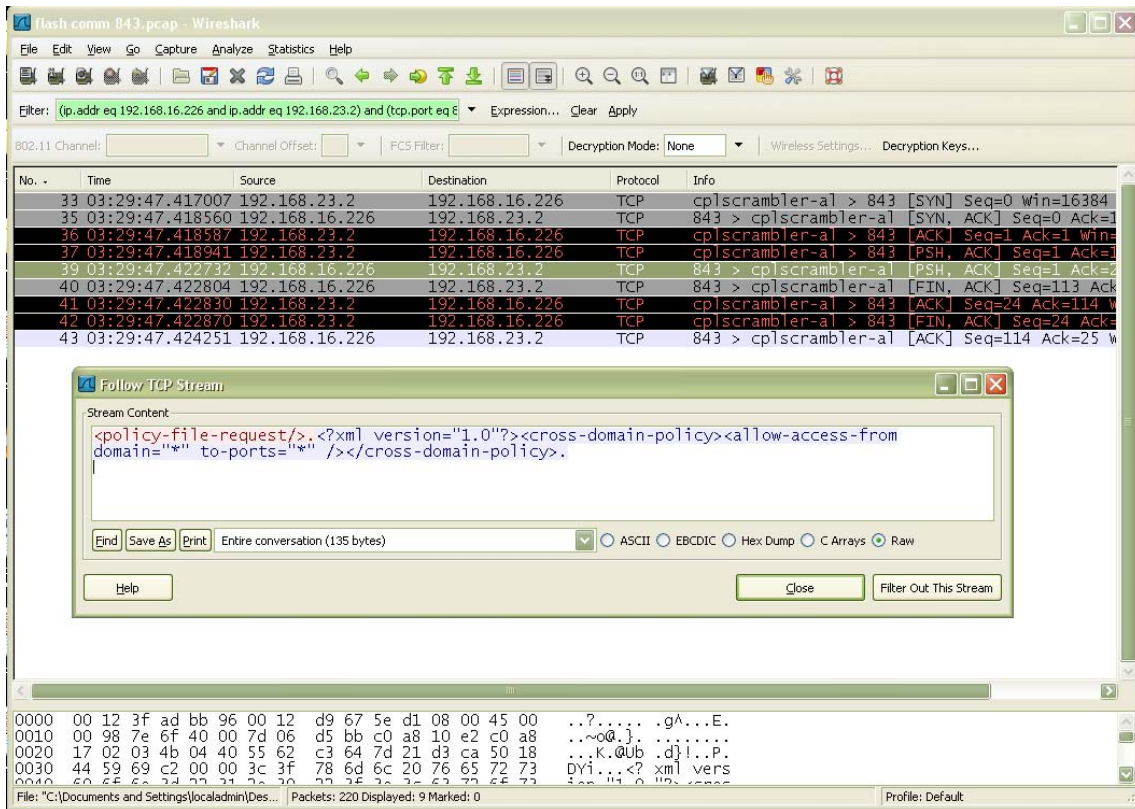 flash comm 843.pcap - Wireshark
File Edit View Go Capture Analyze Statistics Help
Filter: (ip.addr eq 192.168.16.226 and ip.addr eq 192.168.23.2) and (tcp.port eq 8 Expression... Clear Apply
802.11 Channel: Channel Offset: FCS Filter: Decryption Mode: None Wireless Settings... Decryption Keys...
No. - Time Source Destination Protocol Info
33 03:29:47.417007 192.168.23.2 192.168.16.226 TCP cplscrambler-al > 843 [SYN] Seq=0 Win=16384
35 03:29:47.418560 192.168.16.226 192.168.23.2 TCP 843 > cplscrambler-al [SYN, ACK] Seq=0 Ack=1
36 03:29:47.418587 192.168.23.2 192.168.16.226 TCP cplscrambler-al > 843 [ACK] Seq=1 Ack=1 Win=
37 03:29:47.418941 192.168.23.2 192.168.16.226 TCP cplscrambler-al > 843 [PSH, ACK] Seq=1 Ack=1
39 03:29:47.422732 192.168.16.226 192.168.23.2 TCP 843 > cplscrambler-al [PSH, ACK] Seq=1 Ack=2
40 03:29:47.422804 192.168.16.226 192.168.23.2 TCP 843 > cplscrambler-al [FIN, ACK] Seq=113 Ack
41 03:29:47.422830 192.168.23.2 192.168.16.226 TCP cplscrambler-al > 843 [ACK] Seq=24 Ack=114 W
42 03:29:47.422870 192.168.23.2 192.168.16.226 TCP cplscrambler-al > 843 [FIN, ACK] Seq=24 Ack=
43 03:29:47.424251 192.168.16.226 192.168.23.2 TCP 843 > cplscrambler-al [ACK] Seq=114 Ack=25 W
Follow TCP Stream
Stream Content
<policy-file-request/>.<?xml version="1.0"?><cross-domain-policy><allow-access-from
domain="*" to-ports="*" /></cross-domain-policy>.
Find Save As Print Entire conversation (135 bytes) ASCII EBCDIC Hex Dump C Arrays Raw
Help Close Filter Out This Stream
0000 00 12 3f ad bb 96 00 12 d9 67 5e d1 08 00 45 00 ..?..... .g^...E.
0010 00 98 7e 6f 40 00 7d 06 d5 bb c0 a8 10 e2 c0 a8 ..~o@.}. ........
0020 17 02 03 4b 04 40 55 62 c3 64 7d 21 d3 ca 50 18 ...K.@Ub .d}!..P.
0030 44 59 69 c2 00 00 3c 3f 78 6d 6c 20 76 65 72 73 DYi...<? xml vers
File: "C:\Documents and Settings\localadmin\Des... Packets: 220 Displayed: 9 Marked: 0 Profile: Default